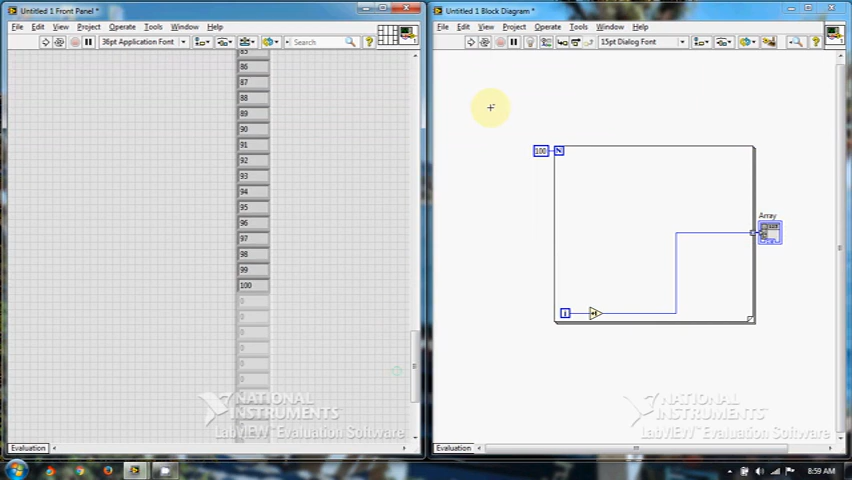 Untitled 1 Front Panel *
File Edit View Project Operate Tools Window Help
36pt Application Font
Search
85
86
87
88
89
90
91
92
93
94
95
96
97
98
99
100
0
0
0
0
0
0
0
0
0
NATIONAL
INSTRUMENTS
LabVIEW Evaluation Software
Evaluation
Untitled 1 Block Diagram *
File Edit View Project Operate Tools Window Help
15pt Dialog Font
100 N
Array
i
NATIONAL
INSTRUMENTS
LabVIEW Evaluation Software
Evaluation
8:59 AM